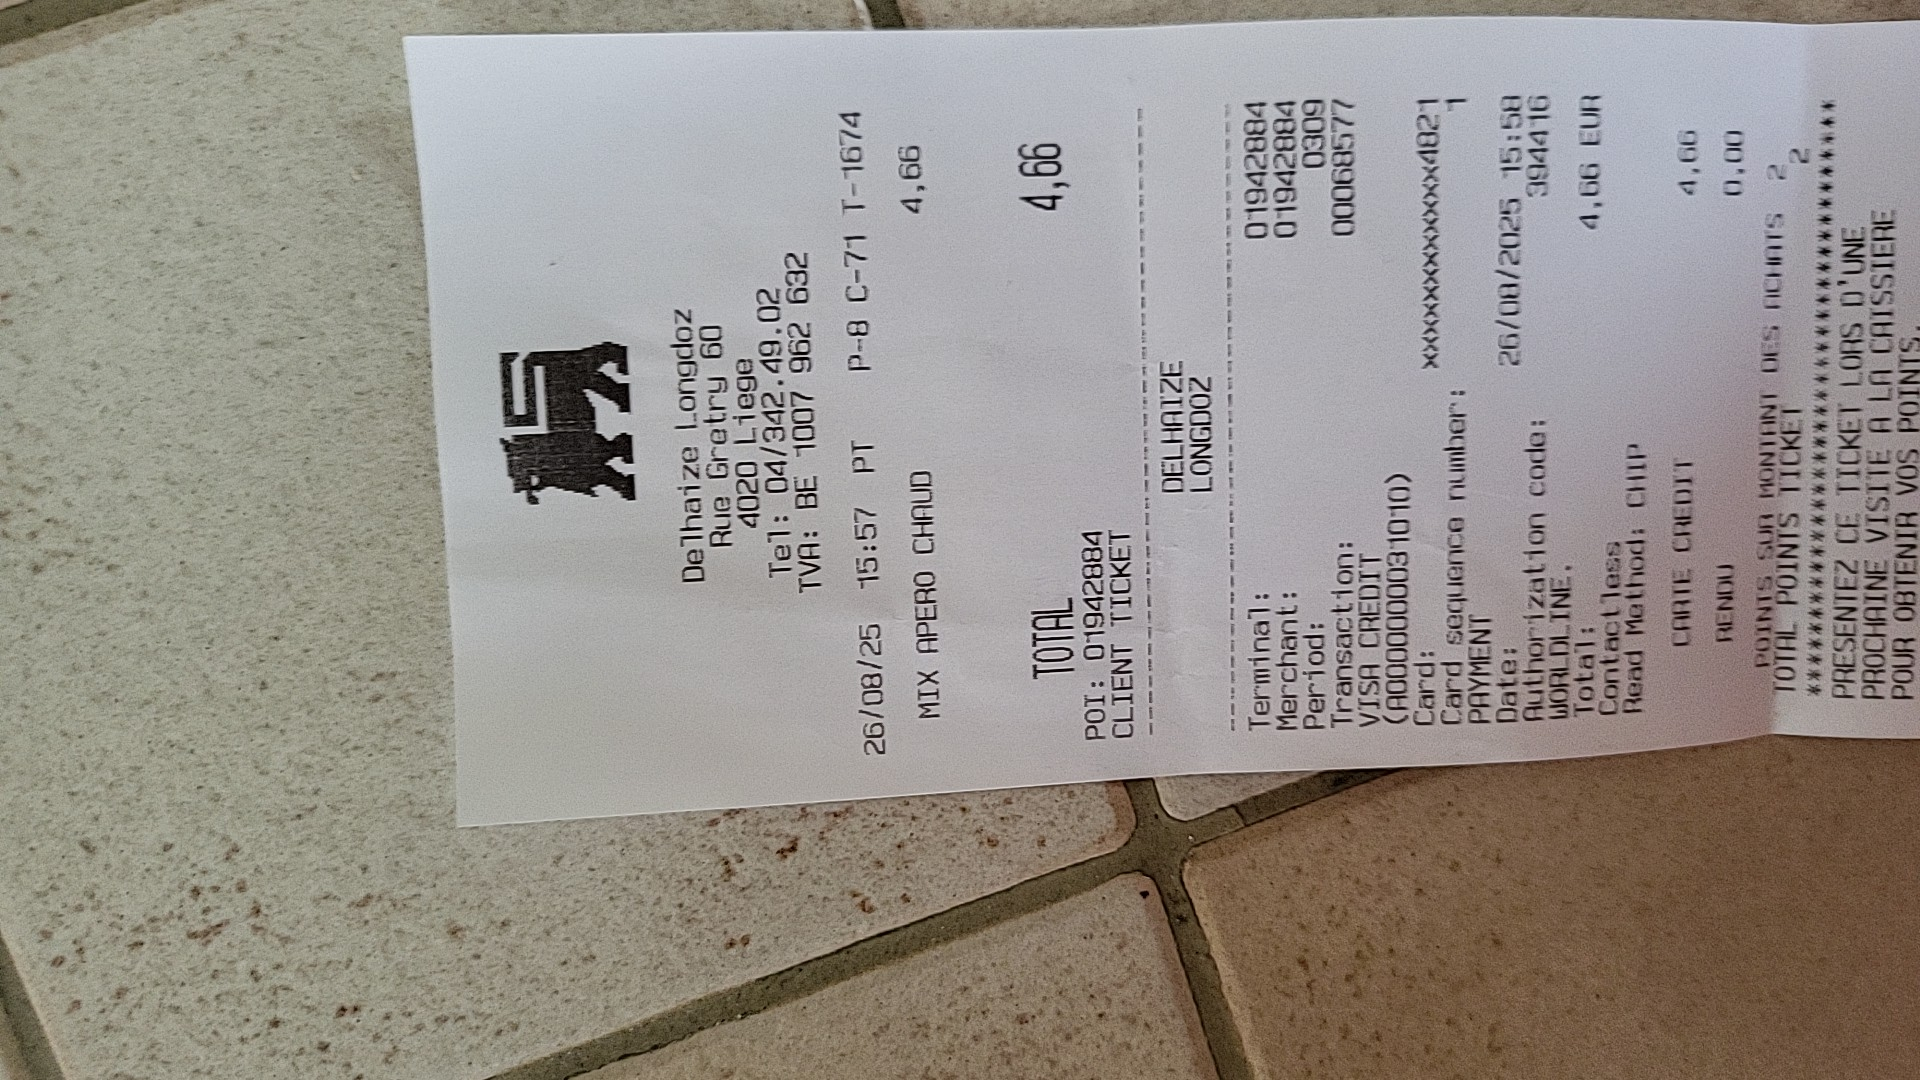 Delhaize Longdoz
Rue Gretry 60
4020 Liege
Tel: 04/342.49.02
TVA: BE 1007 962 632
26/08/25 15:57 PT P-8 C-71 T-1674
MIX APERO CHAUD 4,66
TOTAL 4,66
POI: 01942884
CLIENT TICKET
--------------------------------
DELHAIZE
LONGDOZ
--------------------------------
Terminal: 01942884
Merchant: 01942884
Period: 0309
Transaction: 00068577
VISA CREDIT
(A0000000031010)
Card: xxxxxxxxxxxx4821
Card sequence number: 1
PAYMENT
Date: 26/08/2025 15:58
Authorization code: 394416
WORLDLINE.
Total: 4,66 EUR
Contactless
Read Method: CHIP
CARTE CREDIT 4,66
RENDU 0,00
POINTS SUR MONTANT DES ACHATS 2
TOTAL POINTS TICKET 2
**************************************
PRESENTEZ CE TICKET LORS D'UNE
PROCHAINE VISITE A LA CAISSIERE
POUR OBTENIR VOS POINTS.